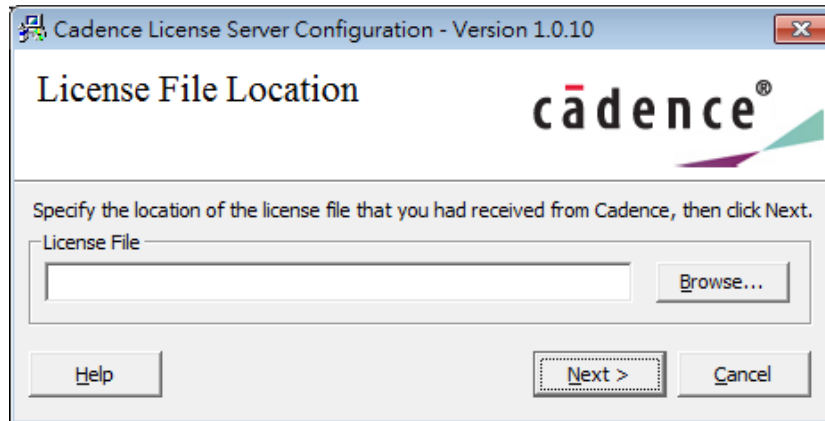 Cadence License Server Configuration - Version 1.0.10
License File Location
cādence®
Specify the location of the license file that you had received from Cadence, then click Next.
License File
Browse...
Help
Next >
Cancel